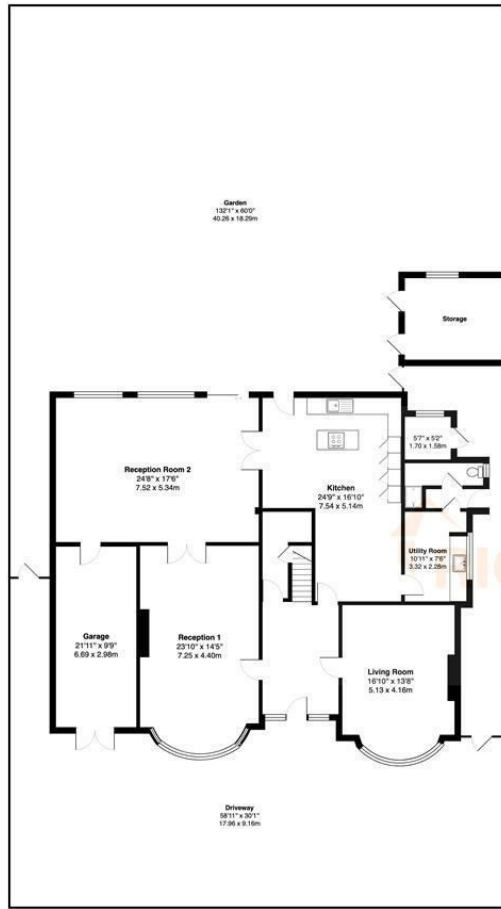 Garden
132'1" x 60'0"
40.26 x 18.29m
Storage
5'7" x 5'2"
1.70 x 1.58m
Reception Room 2
24'8" x 17'6"
7.52 x 5.34m
Kitchen
24'9" x 16'10"
7.54 x 5.14m
Utility Room
10'11" x 7'6"
3.32 x 2.28m
Garage
21'11" x 9'9"
6.69 x 2.98m
Reception 1
23'10" x 14'5"
7.25 x 4.40m
Living Room
16'10" x 13'8"
5.13 x 4.16m
Driveway
58'11" x 30'1"
17.96 x 9.16m